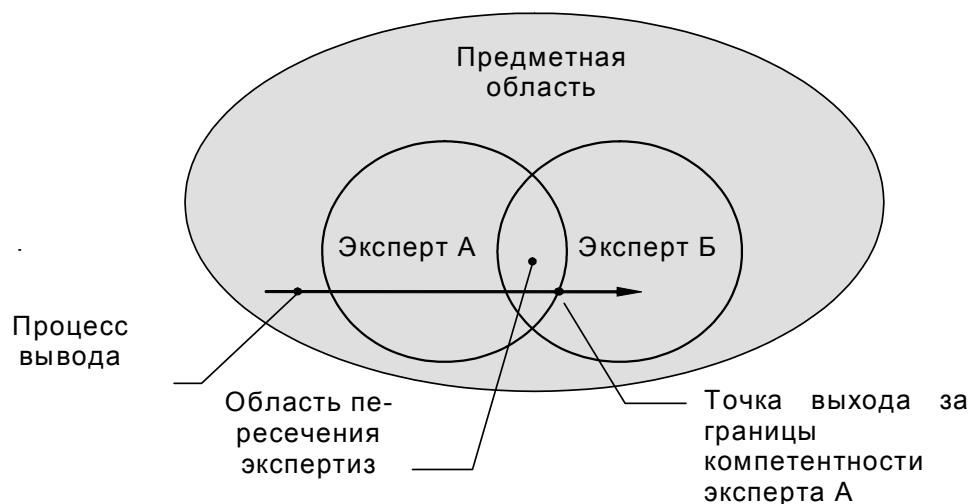 Предметная
область
Эксперт А
Эксперт Б
Процесс
вывода
Область пе-
ресечения
экспертиз
Точка выхода за
границы
компетентности
эксперта А